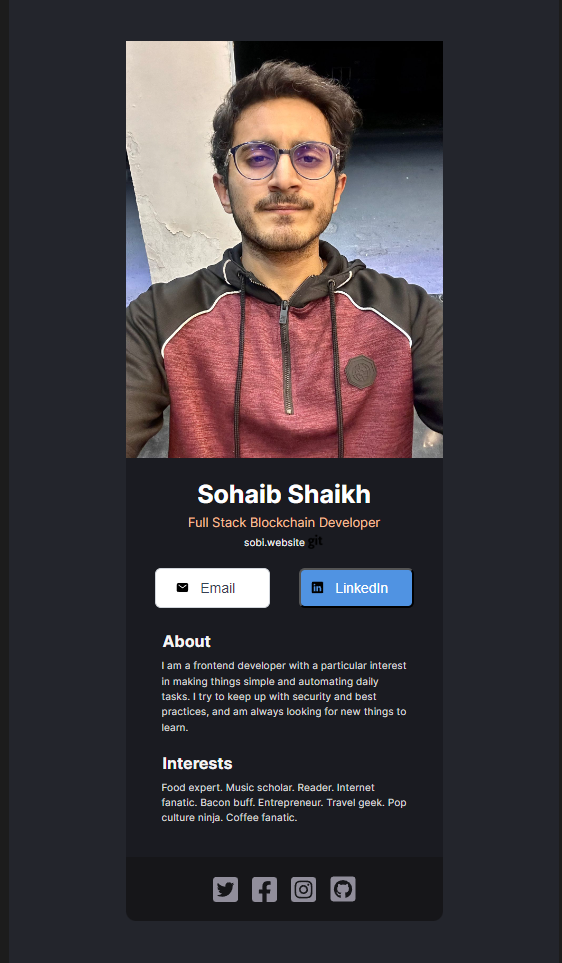 Sohaib Shaikh
Full Stack Blockchain Developer
sobi.website git
Email
LinkedIn
About
I am a frontend developer with a particular interest
in making things simple and automating daily
tasks. I try to keep up with security and best
practices, and am always looking for new things to
learn.
Interests
Food expert. Music scholar. Reader. Internet
fanatic. Bacon buff. Entrepreneur. Travel geek. Pop
culture ninja. Coffee fanatic.